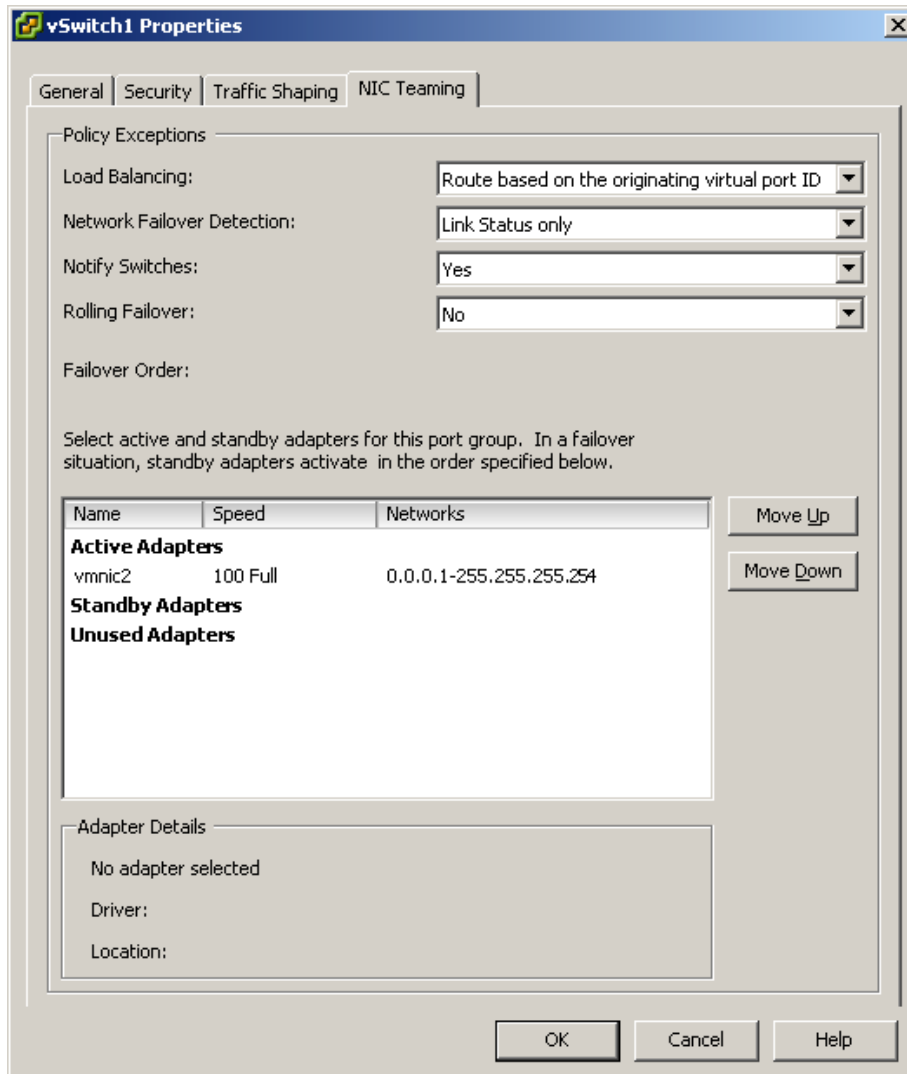 vSwitch1 Properties
General Security Traffic Shaping NIC Teaming
Policy Exceptions
Load Balancing: Route based on the originating virtual port ID
Network Failover Detection: Link Status only
Notify Switches: Yes
Rolling Failover: No
Failover Order:
Select active and standby adapters for this port group. In a failover
situation, standby adapters activate in the order specified below.
Name Speed Networks Move Up
Active Adapters
vmnic2 100 Full 0.0.0.1-255.255.255.254 Move Down
Standby Adapters
Unused Adapters
Adapter Details
No adapter selected
Driver:
Location:
OK Cancel Help